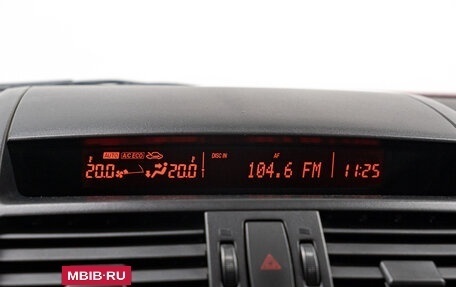 AUTO A/C ECO DISC IN AF
20.0 20.0 104.6 FM 11:25
MBIB.RU